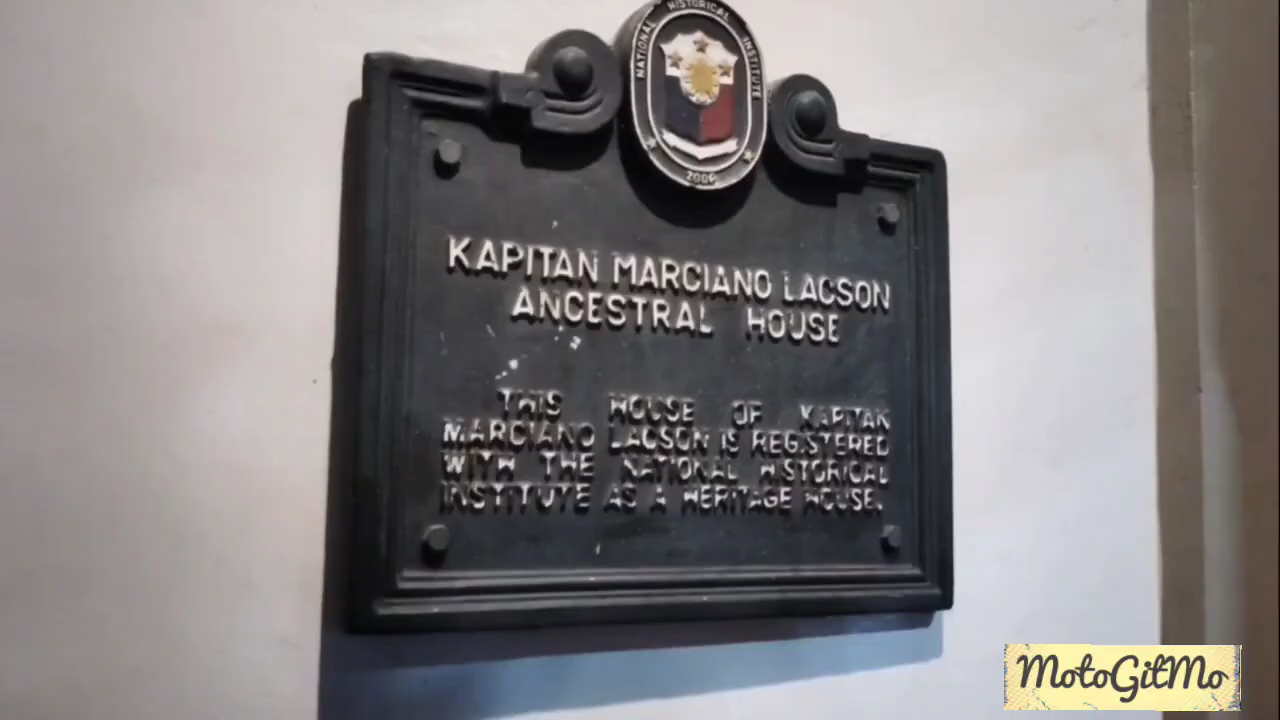 NATIONAL HISTORICAL INSTITUTE
2006
KAPITAN MARCIANO LACSON
ANCESTRAL HOUSE
THIS HOUSE OF KAPITAN
MARCIANO LACSON IS REGISTERED
WITH THE NATIONAL HISTORICAL
INSTITUTE AS A HERITAGE HOUSE.
MotoGitMo